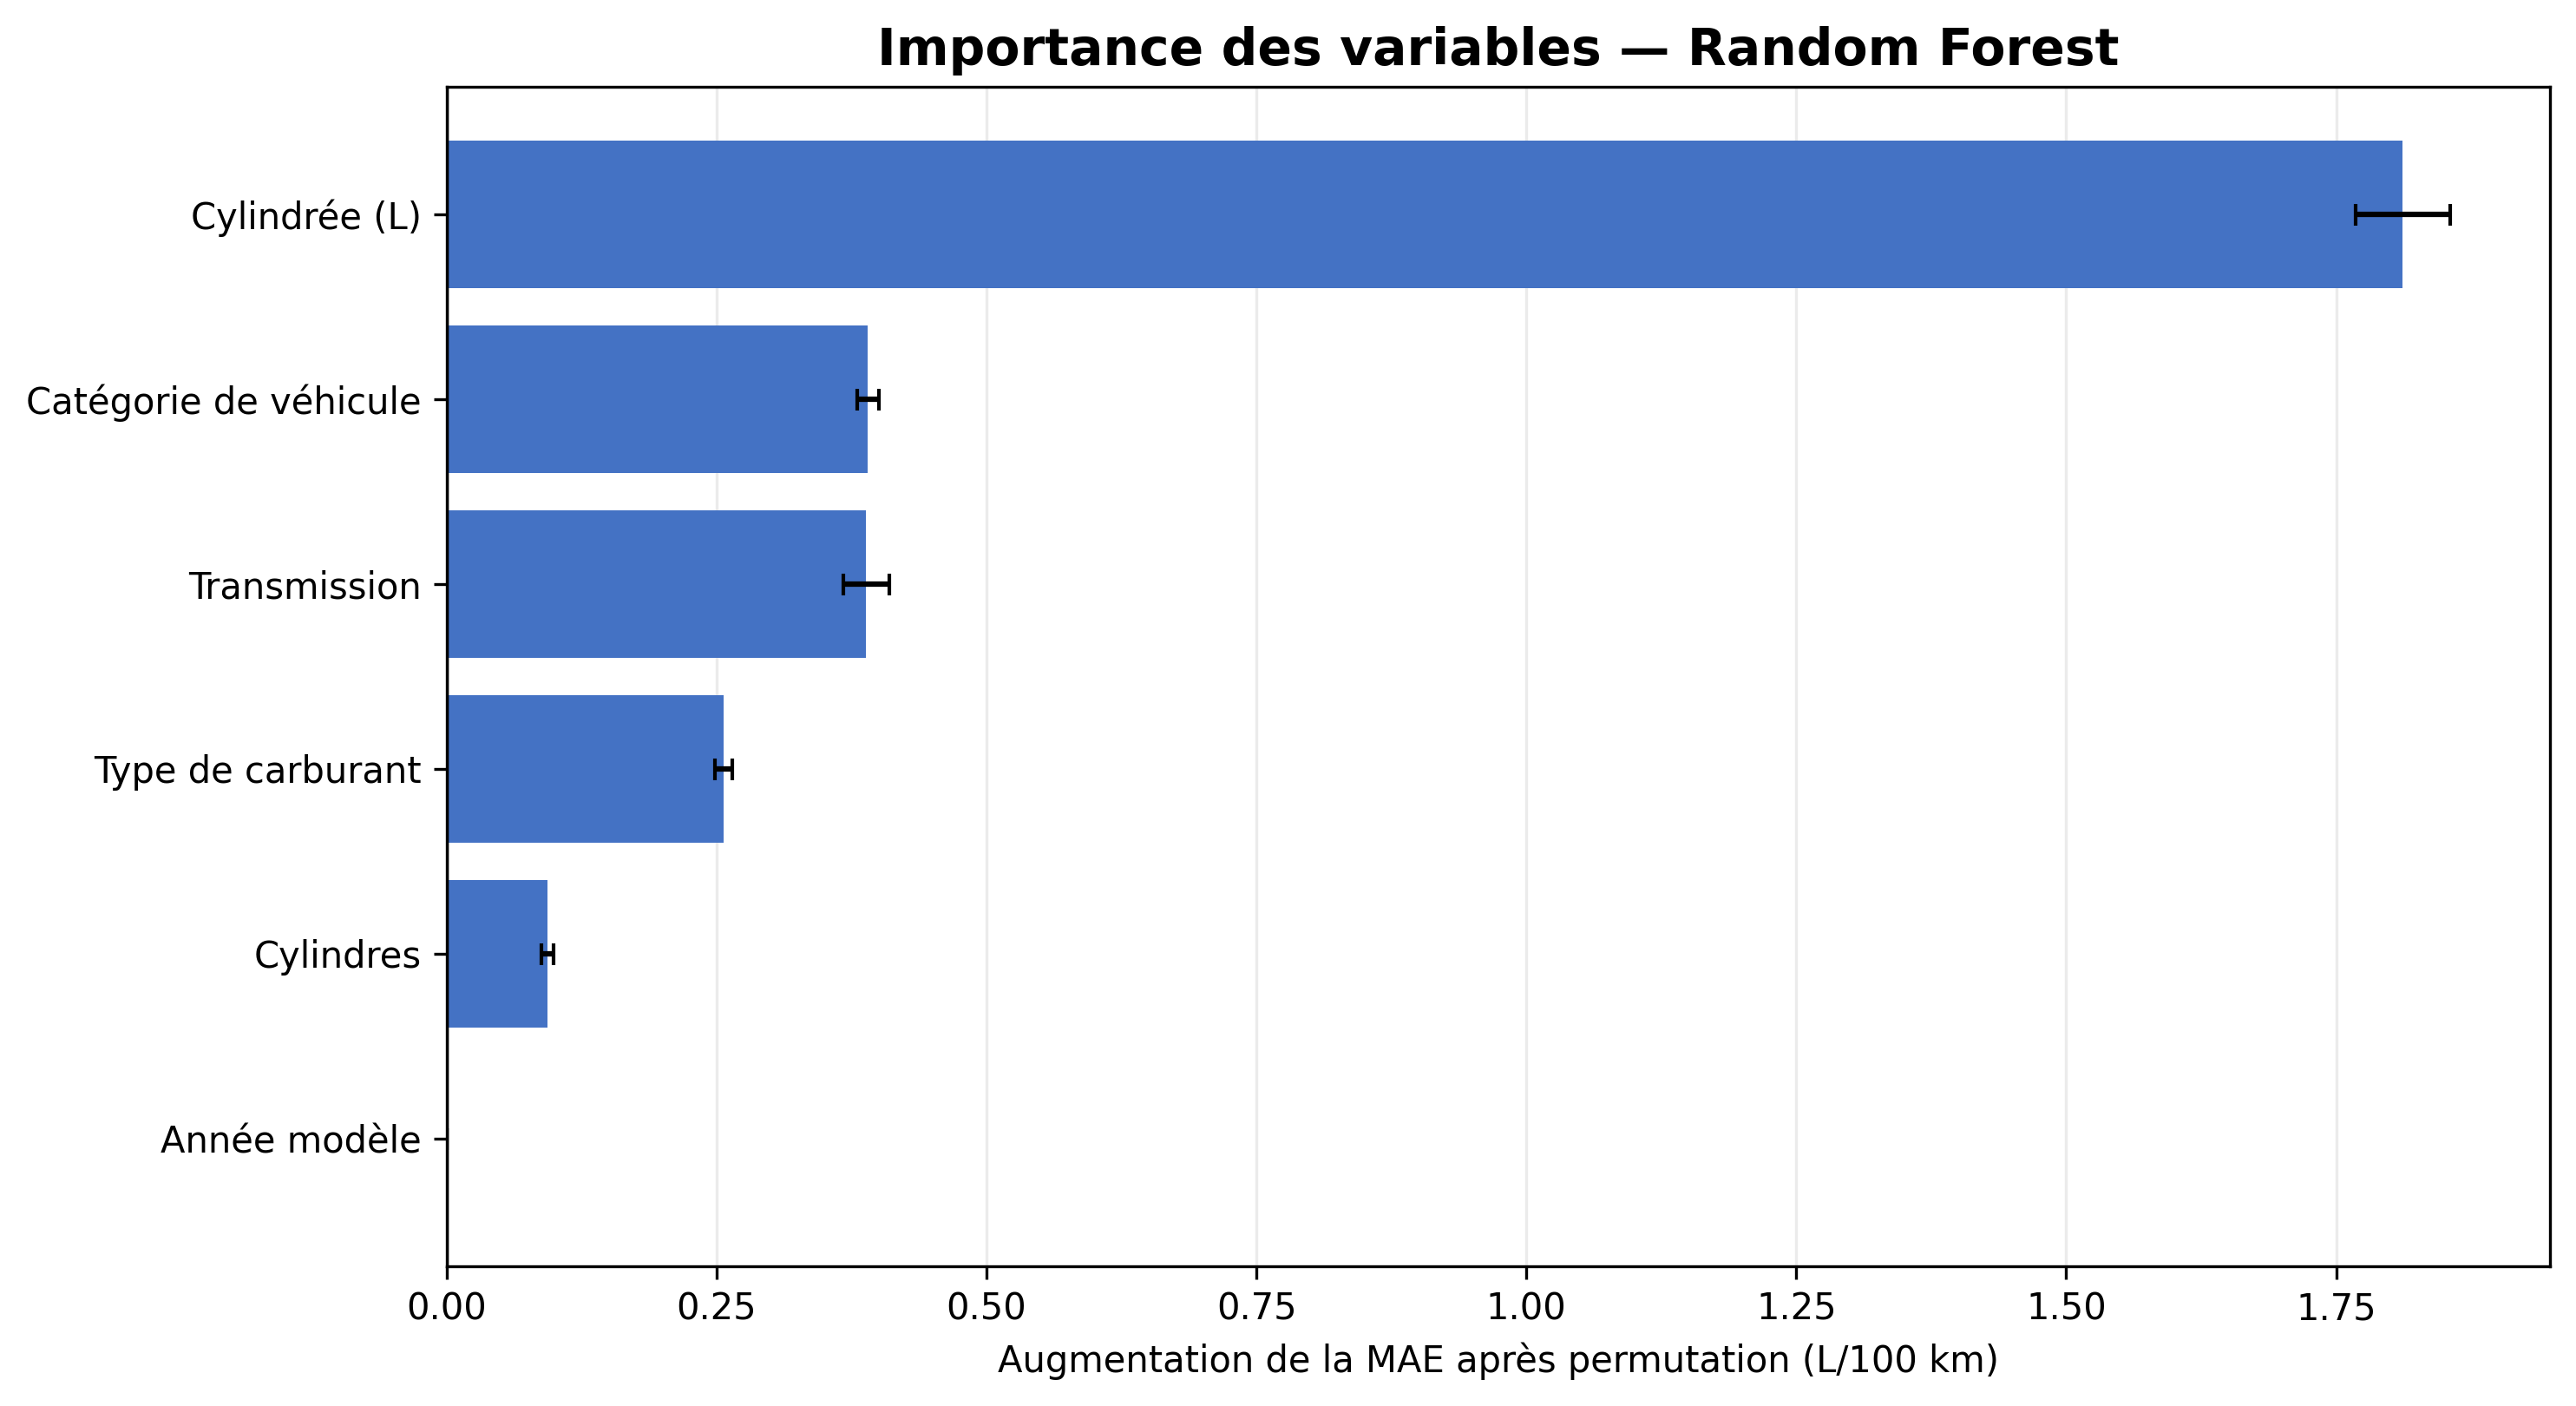 Importance des variables — Random Forest
Cylindrée (L)
Catégorie de véhicule
Transmission
Type de carburant
Cylindres
Année modèle
0.00 0.25 0.50 0.75 1.00 1.25 1.50 1.75
Augmentation de la MAE après permutation (L/100 km)